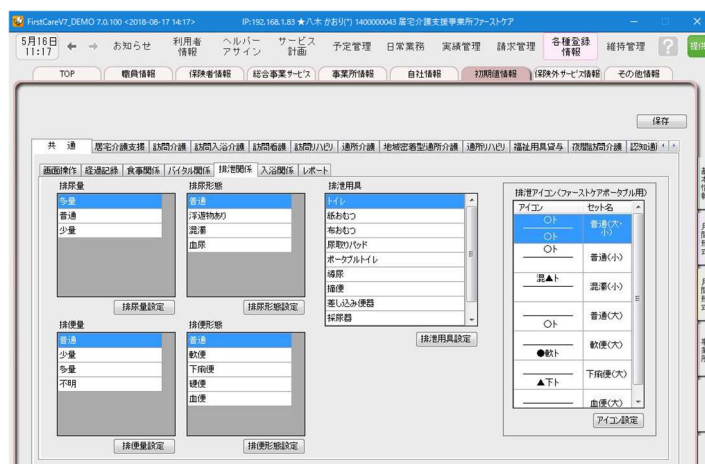 FirstCareV7_DEMO 7.0.100 <2018-08-17 14:17> IP:192.168.1.83 ★八木 かおり(*) 1400000043 居宅介護支援事業所ファーストケア
5月16日
11:17
お知らせ
利用者
情報
ヘルパー
アサイン
サービス
計画
予定管理
日常業務
実績管理
請求管理
各種登録
情報
維持管理
?
提供
TOP 職員情報 保険者情報 総合事業サービス 事業所情報 自社情報 初期値情報 保険外サービス情報 その他情報
保存
共 通 居宅介護支援 訪問介護 訪問入浴介護 訪問看護 訪問リハビリ 通所介護 地域密着型通所介護 通所リハビリ 福祉用具貸与 夜間訪問介護 認知通
画面操作 経過記録 食事関係 バイタル関係 排泄関係 入浴関係 レポート
排尿量
多量
普通
少量
排尿量設定
排尿形態
普通
浮遊物あり
混濁
血尿
排尿形態設定
排泄用具
トイレ
紙おむつ
布おむつ
尿取りパッド
ポータブルトイレ
導尿
摘便
差し込み便器
採尿器
排泄用具設定
排便量
普通
少量
多量
不明
排便量設定
排便形態
普通
軟便
下痢便
硬便
血便
排便形態設定
排泄アイコン(ファーストケアポータブル用)
アイコン セット名
○ト
○ト
普通(大・
小)
○ト
普通(小)
混▲ト
混濁(小)
○ト
普通(大)
●軟ト
軟便(大)
▲下ト
下痢便(大)
血便(大)
アイコン設定